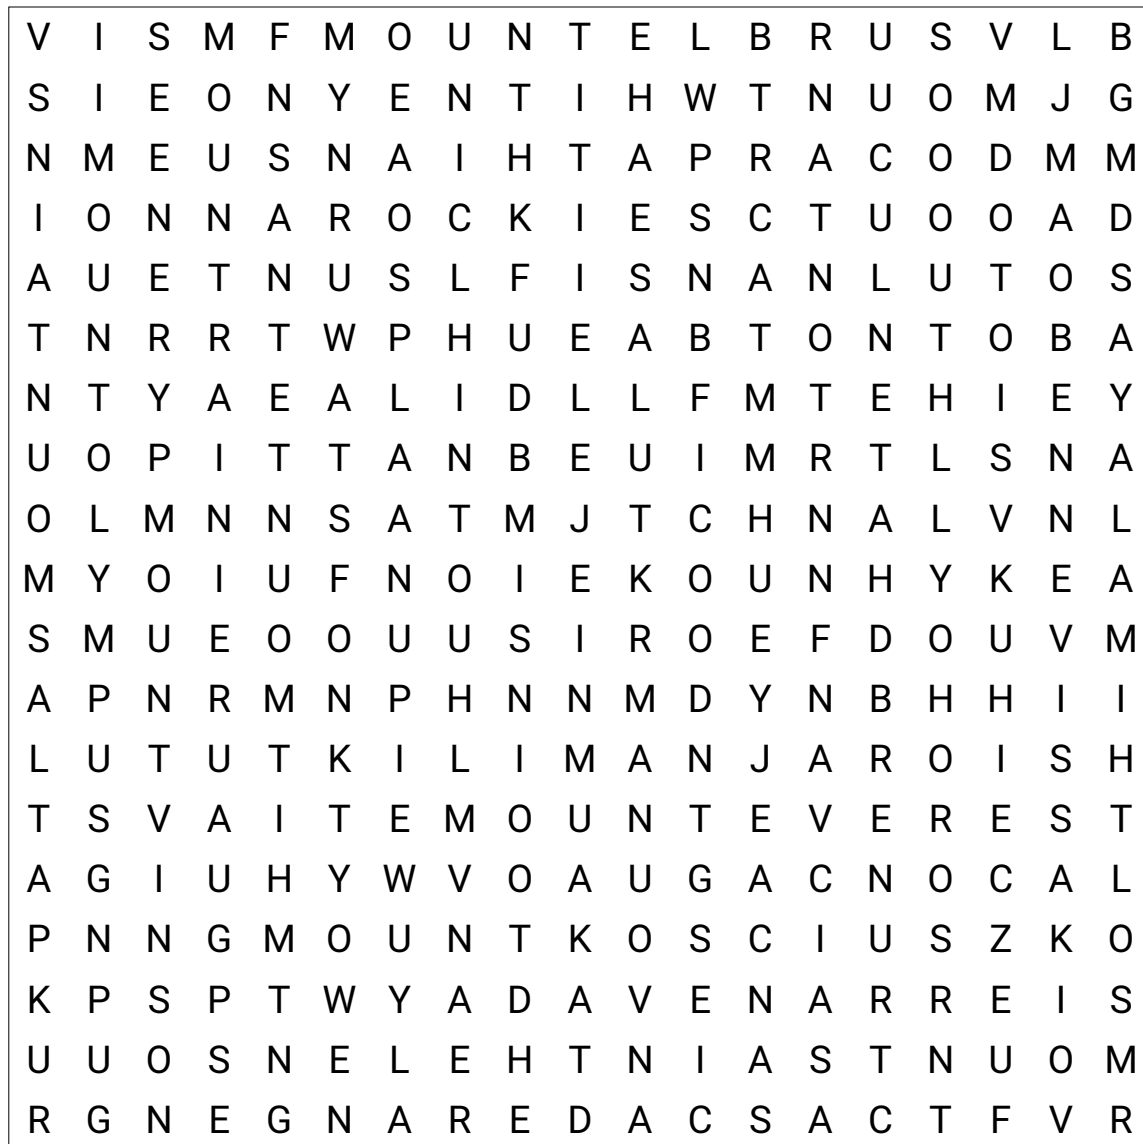 V I S M F M O U N T E L B R U S V L B
S I E O N Y E N T I H W T N U O M J G
N M E U S N A I H T A P R A C O D M M
I O N N A R O C K I E S C T U O O A D
A U E T N U S L F I S N A N L U T O S
T N R R T W P H U E A B T O N T O B A
N T Y A E A L I D L L F M T E H I E Y
U O P I T T A N B E U I M R T L S N A
O L M N N S A T M J T C H N A L V N L
M Y O I U F N O I E K O U N H Y K E A
S M U E O O U U S I R O E F D O U V M
A P N R M N P H N N M D Y N B H H I I
L U T U T K I L I M A N J A R O I S H
T S V A I T E M O U N T E V E R E S T
A G I U H Y W V O A U G A C N O C A L
P N N G M O U N T K O S C I U S Z K O
K P S P T W Y A D A V E N A R R E I S
U U O S N E L E H T N I A S T N U O M
R G N E G N A R E D A C S A C T F V R